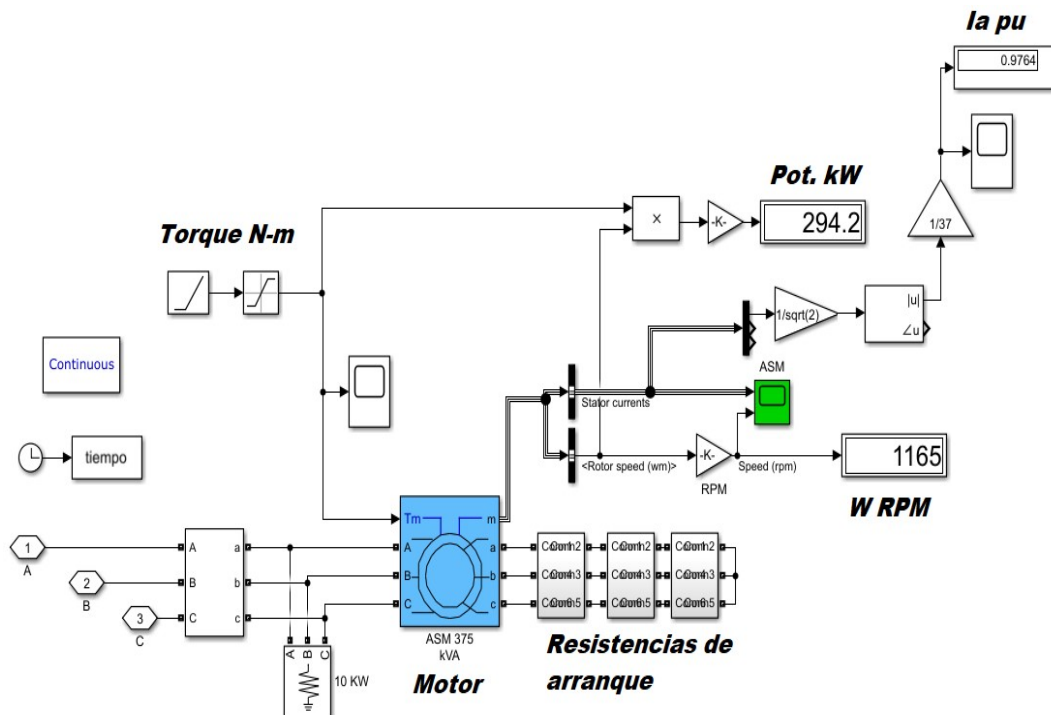 Ia pu
0.9764
Pot. kW
X
-K-
294.2
1/37
Torque N-m
|u|
∠u
1/sqrt(2)
Continuous
ASM
Stator currents
tiempo
<Rotor speed (wm)>
-K-
RPM
Speed (rpm)
1165
W RPM
Tm
m
1
A
A
a
A
a
2
B
B
b
B
b
3
C
C
c
C
c
A
B
C
10 KW
ASM 375
kVA
Motor
Resistencias de
arranque